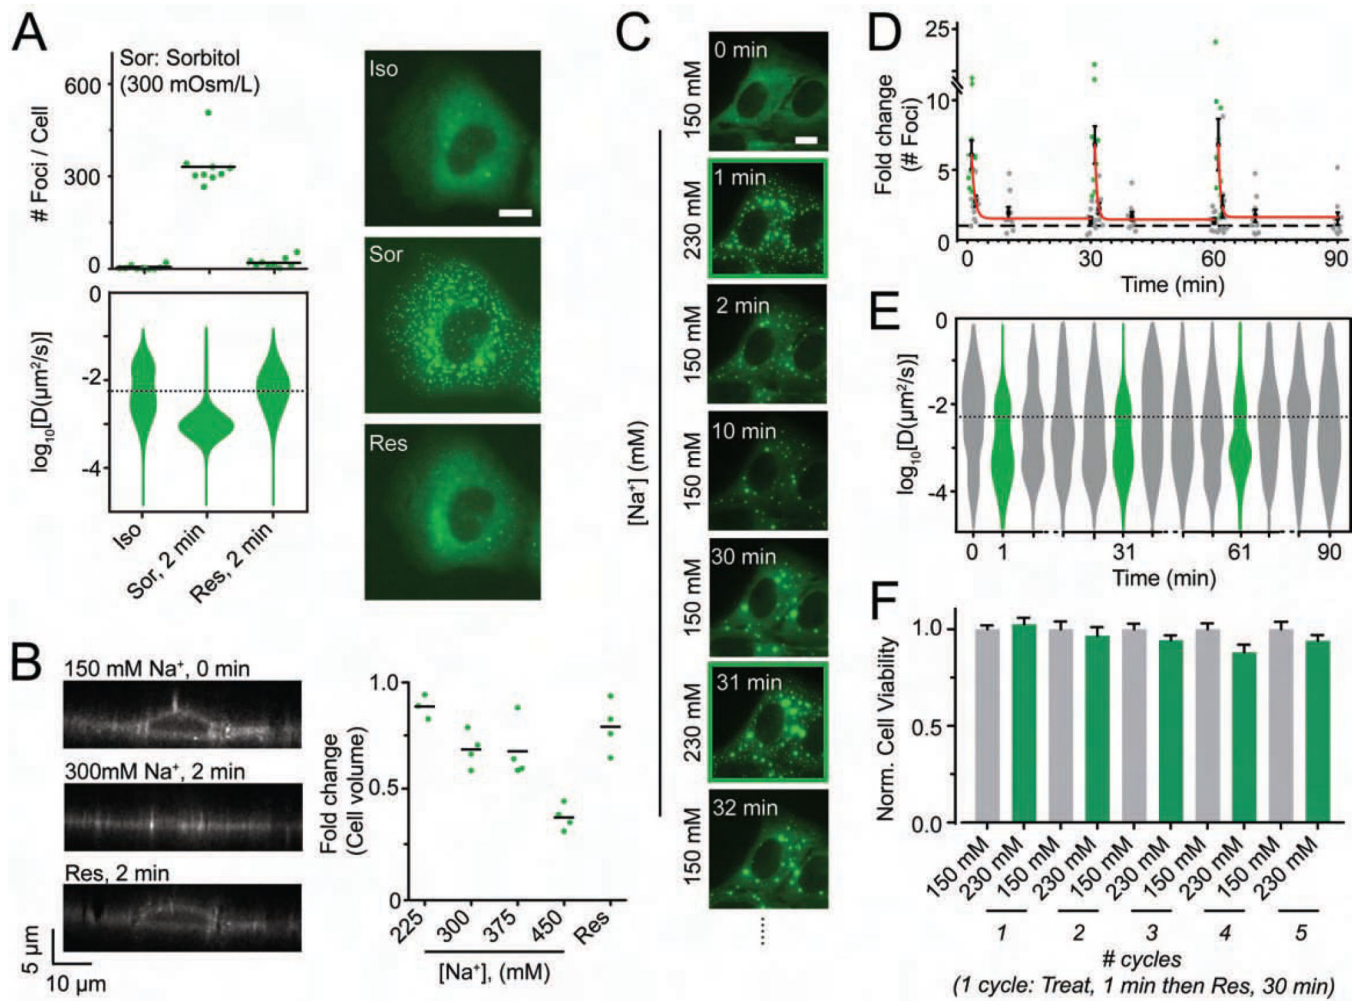 A
Sor: Sorbitol
(300 mOsm/L)
# Foci / Cell
600
300
0
log₁₀[D(µm²/s)]
0
-2
-4
Iso
Sor, 2 min
Res, 2 min
Iso
Sor
Res
B
150 mM Na⁺, 0 min
300mM Na⁺, 2 min
Res, 2 min
5 µm
10 µm
Fold change
(Cell volume)
1.0
0.5
0
225
300
375
450
Res
[Na⁺], (mM)
C
[Na⁺] (mM)
150 mM
0 min
230 mM
1 min
150 mM
2 min
150 mM
10 min
150 mM
30 min
230 mM
31 min
150 mM
32 min
D
Fold change
(# Foci)
25
10
5
0
0
30
60
90
Time (min)
E
log₁₀[D(µm²/s)]
0
-2
-4
0
1
31
61
90
Time (min)
F
Norm. Cell Viability
1.0
0.5
0.0
150 mM
230 mM
150 mM
230 mM
150 mM
230 mM
150 mM
230 mM
150 mM
230 mM
1
2
3
4
5
# cycles
(1 cycle: Treat, 1 min then Res, 30 min)